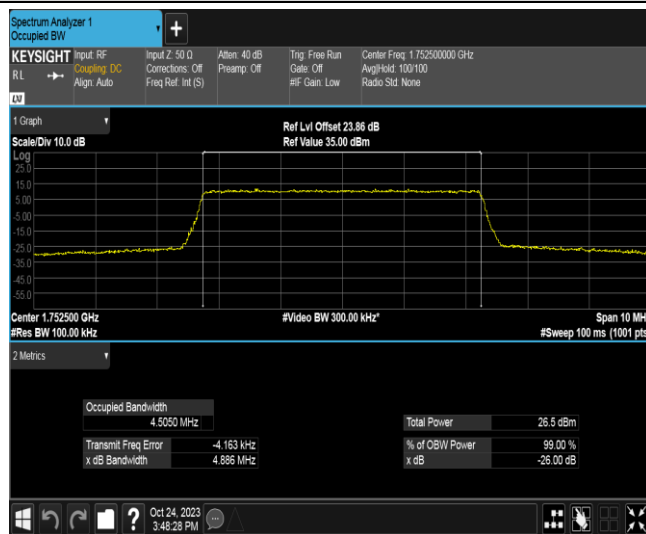 Spectrum Analyzer 1
Occupied BW
+
KEYSIGHT
RL
LXI
Input: RF
Coupling: DC
Align: Auto
Input Z: 50 Ω
Corrections: Off
Freq Ref: Int (S)
Atten: 40 dB
Preamp: Off
Trig: Free Run
Gate: Off
#IF Gain: Low
Center Freq: 1.752500000 GHz
Avg|Hold: 100/100
Radio Std: None
1 Graph
Scale/Div 10.0 dB
Ref Lvl Offset 23.86 dB
Ref Value 35.00 dBm
Log
25.0
15.0
5.00
-5.00
-15.0
-25.0
-35.0
-45.0
-55.0
Center 1.752500 GHz
#Res BW 100.00 kHz
#Video BW 300.00 kHz*
Span 10 MH
#Sweep 100 ms (1001 pts
2 Metrics
Occupied Bandwidth
4.5050 MHz
Transmit Freq Error -4.163 kHz
x dB Bandwidth 4.886 MHz
Total Power 26.5 dBm
% of OBW Power 99.00 %
x dB -26.00 dB
?
Oct 24, 2023
3:48:28 PM